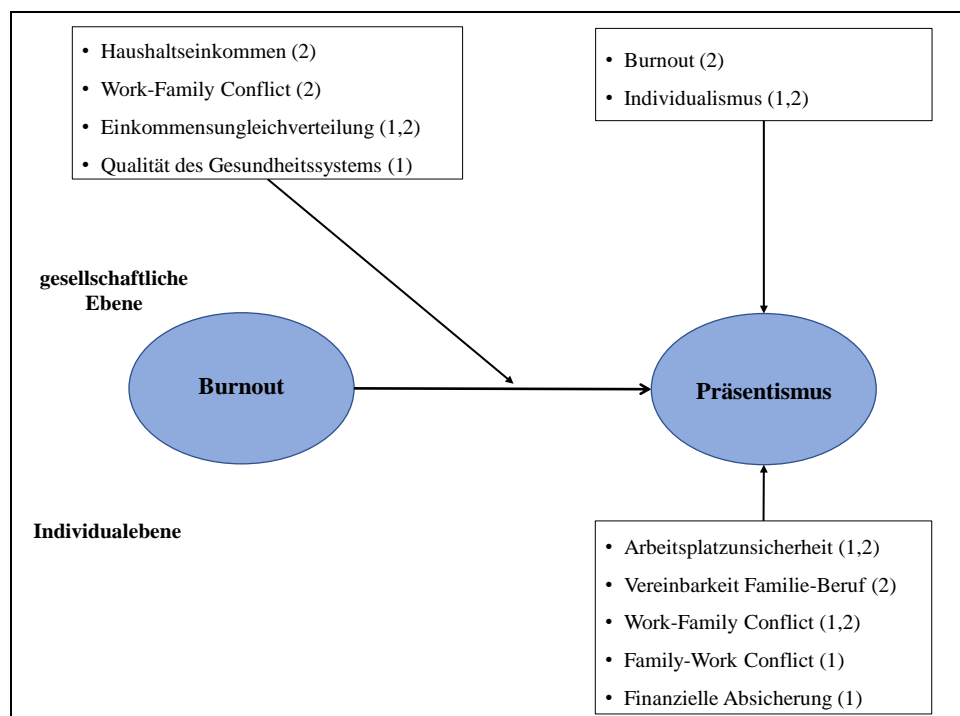 • Haushaltseinkommen (2)
• Work-Family Conflict (2)
• Einkommensungleichverteilung (1,2)
• Qualität des Gesundheitssystems (1)
• Burnout (2)
• Individualismus (1,2)
gesellschaftliche
Ebene
Burnout
Präsentismus
Individualebene
• Arbeitsplatzunsicherheit (1,2)
• Vereinbarkeit Familie-Beruf (2)
• Work-Family Conflict (1,2)
• Family-Work Conflict (1)
• Finanzielle Absicherung (1)